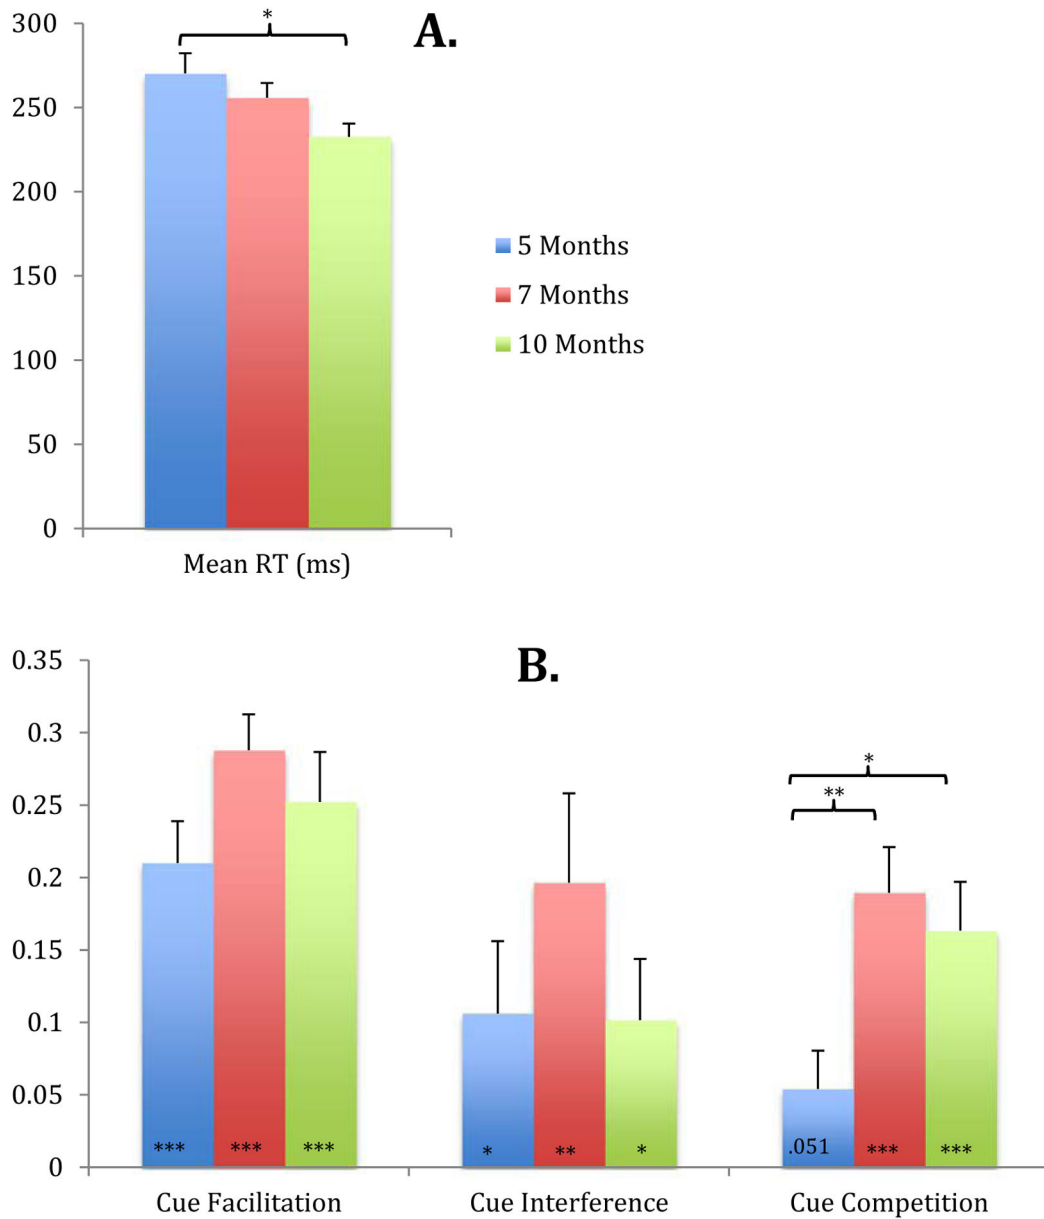 A.
*
300
250
200
150
100
50
0
Mean RT (ms)
5 Months
7 Months
10 Months
B.
0.35
0.3
0.25
0.2
0.15
0.1
0.05
0
*
**
*** *** ***
* ** *
.051 *** ***
Cue Facilitation Cue Interference Cue Competition